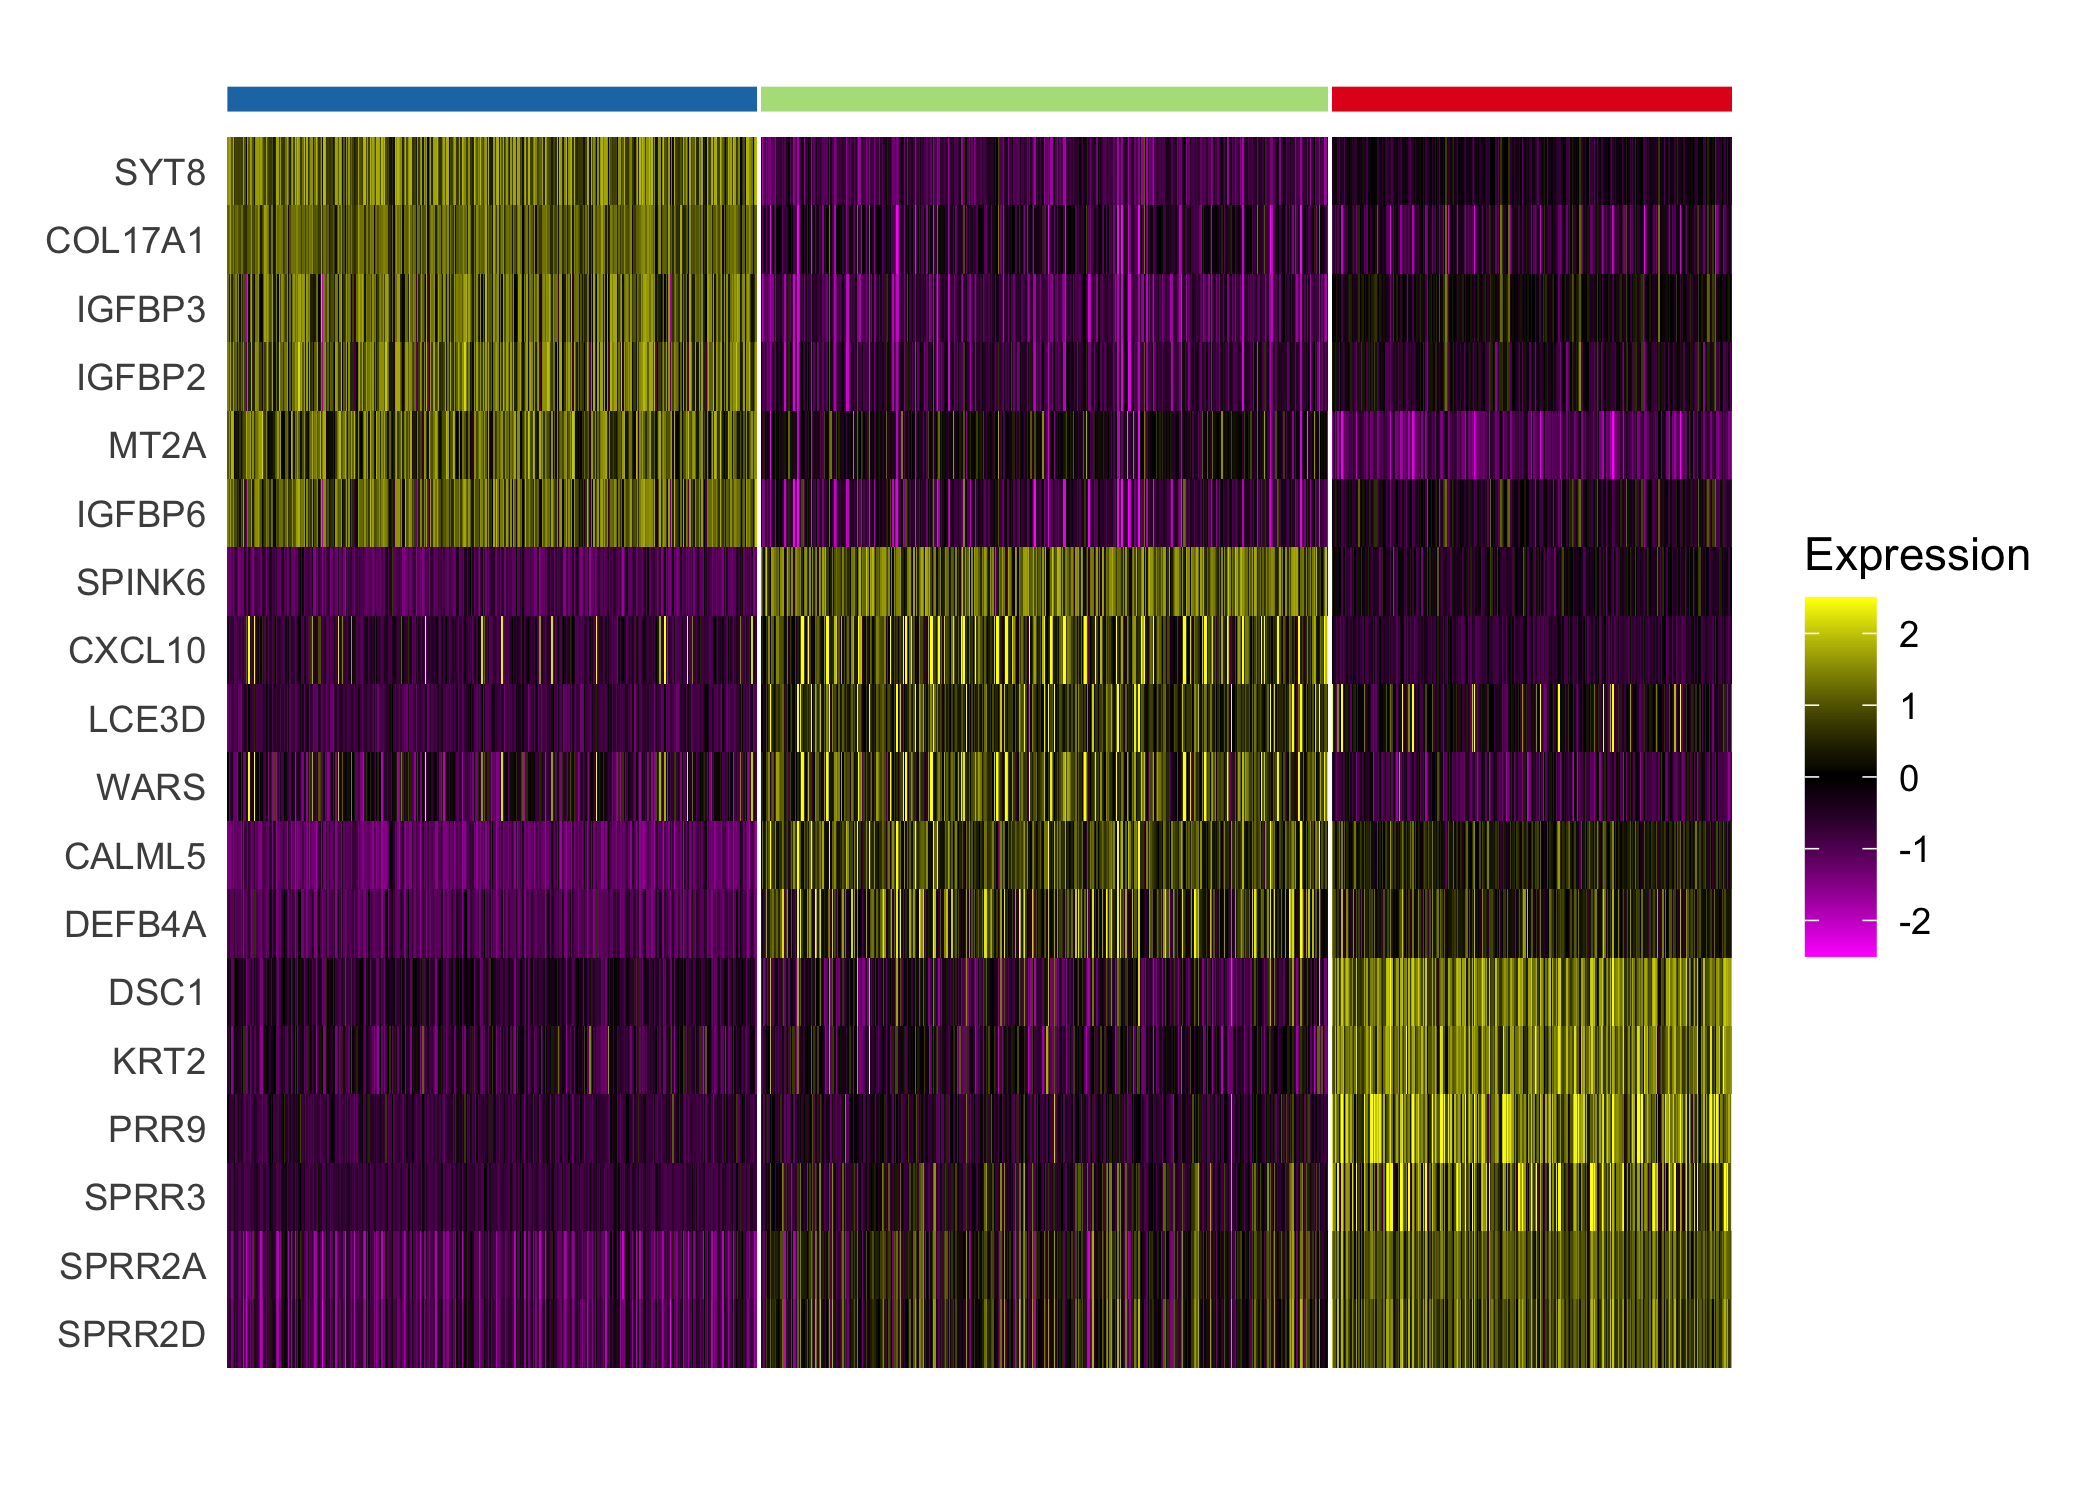 SYT8
COL17A1
IGFBP3
IGFBP2
MT2A
IGFBP6
SPINK6
CXCL10
LCE3D
WARS
CALML5
DEFB4A
DSC1
KRT2
PRR9
SPRR3
SPRR2A
SPRR2D
Expression
2
1
0
-1
-2